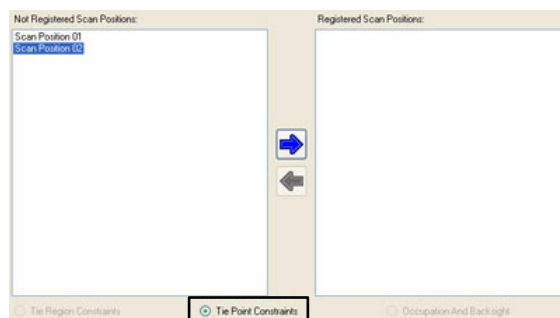 Not Registered Scan Positions:
Registered Scan Positions:
Scan Position 01
Scan Position 02
Tie Region Constraints
Tie Point Constraints
Occupation And Backsight